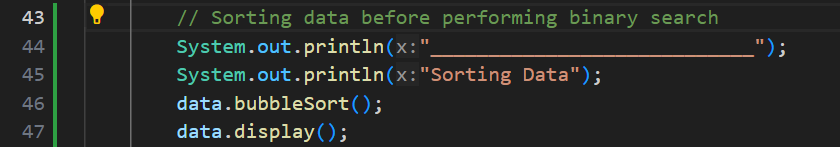 43 // Sorting data before performing binary search
44 System.out.println(x:"____________________________");
45 System.out.println(x:"Sorting Data");
46 data.bubbleSort();
47 data.display();